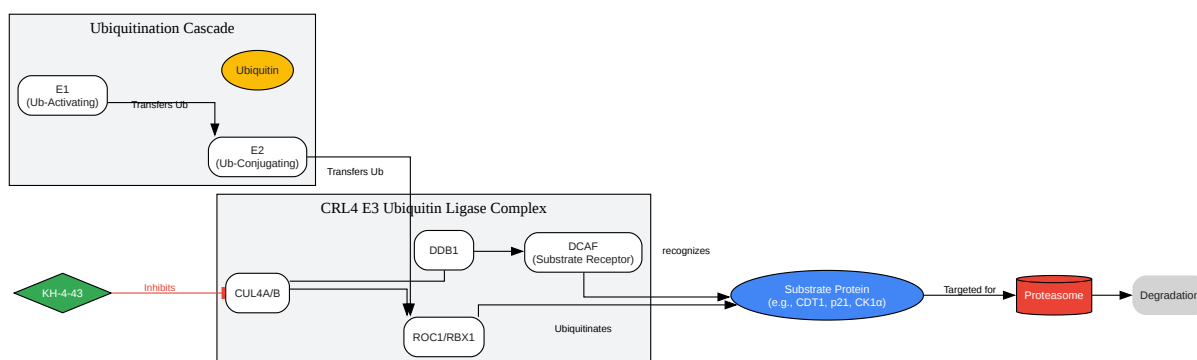 Ubiquitination Cascade
Ubiquitin
E1
(Ub-Activating)
Transfers Ub
E2
(Ub-Conjugating)
Transfers Ub
CRL4 E3 Ubiquitin Ligase Complex
DDB1
DCAF
(Substrate Receptor)
recognizes
KH-4-43
Inhibits
CUL4A/B
ROC1/RBX1
Ubiquitinates
Substrate Protein
(e.g., CDT1, p21, CK1α)
Targeted for
Proteasome
Degradation